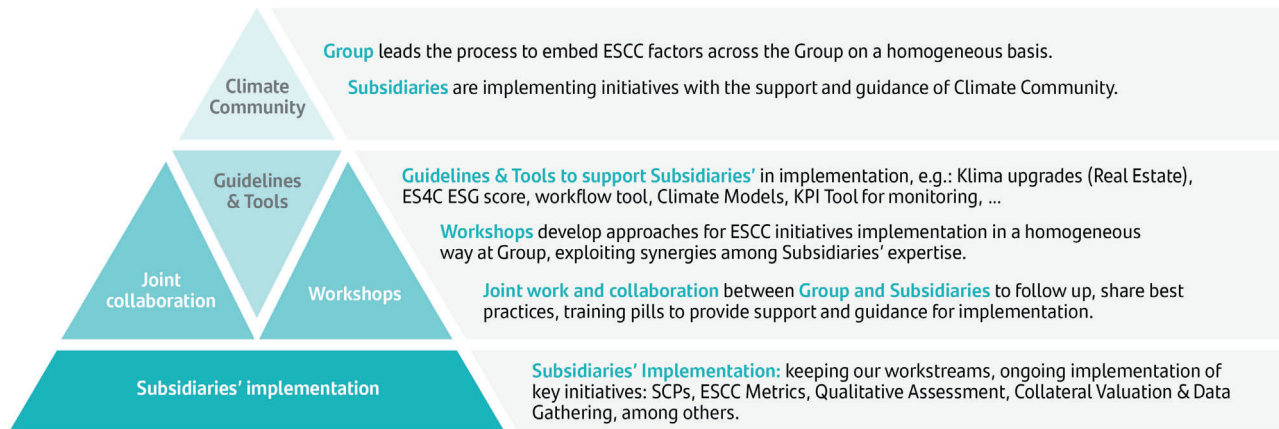 Climate
Community
Group leads the process to embed ESCC factors across the Group on a homogeneous basis.
Subsidiaries are implementing initiatives with the support and guidance of Climate Community.
Guidelines
& Tools
Joint
collaboration
Workshops
Guidelines & Tools to support Subsidiaries’ in implementation, e.g.: Klima upgrades (Real Estate),
ES4C ESG score, workflow tool, Climate Models, KPI Tool for monitoring, ...
Workshops develop approaches for ESCC initiatives implementation in a homogeneous
way at Group, exploiting synergies among Subsidiaries’ expertise.
Joint work and collaboration between Group and Subsidiaries to follow up, share best
practices, training pills to provide support and guidance for implementation.
Subsidiaries’ implementation
Subsidiaries’ Implementation: keeping our workstreams, ongoing implementation of
key initiatives: SCPs, ESCC Metrics, Qualitative Assessment, Collateral Valuation & Data
Gathering, among others.